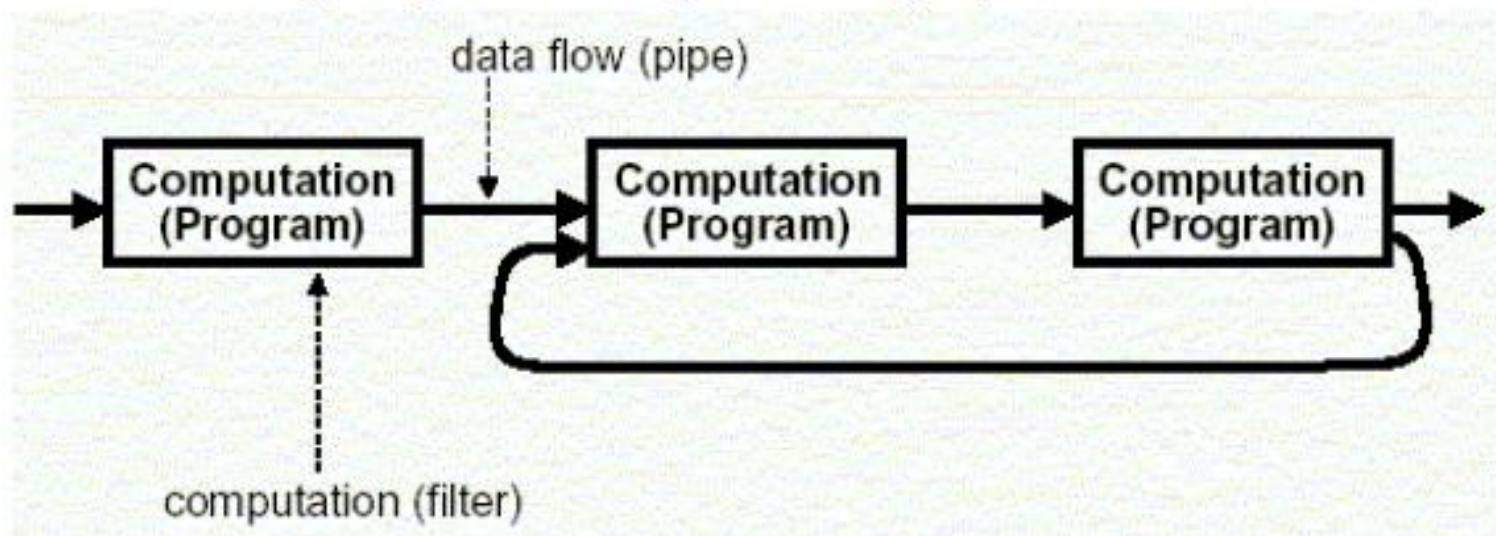 data flow (pipe)
Computation
(Program)
Computation
(Program)
Computation
(Program)
computation (filter)